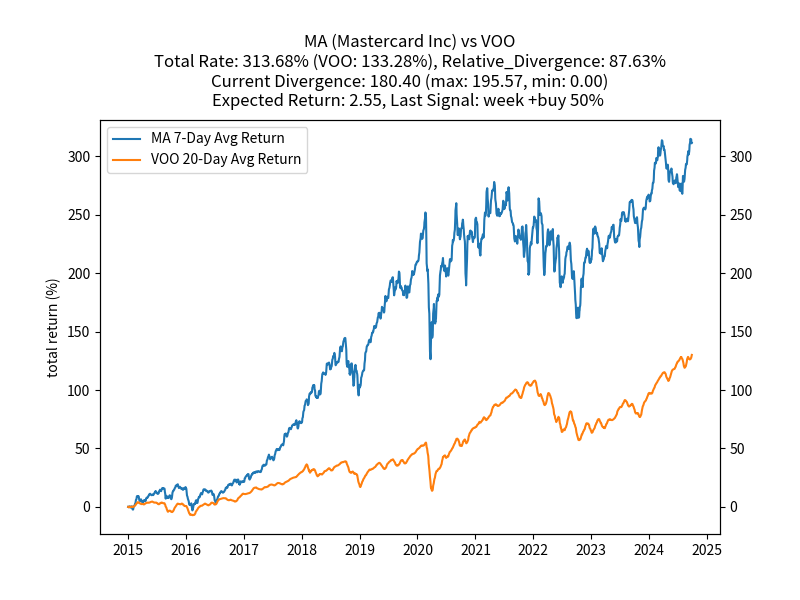 MA (Mastercard Inc) vs VOO
Total Rate: 313.68% (VOO: 133.28%), Relative_Divergence: 87.63%
Current Divergence: 180.40 (max: 195.57, min: 0.00)
Expected Return: 2.55, Last Signal: week +buy 50%
MA 7-Day Avg Return
VOO 20-Day Avg Return
total return (%)
300
250
200
150
100
50
0
300
250
200
150
100
50
0
2015 2016 2017 2018 2019 2020 2021 2022 2023 2024 2025